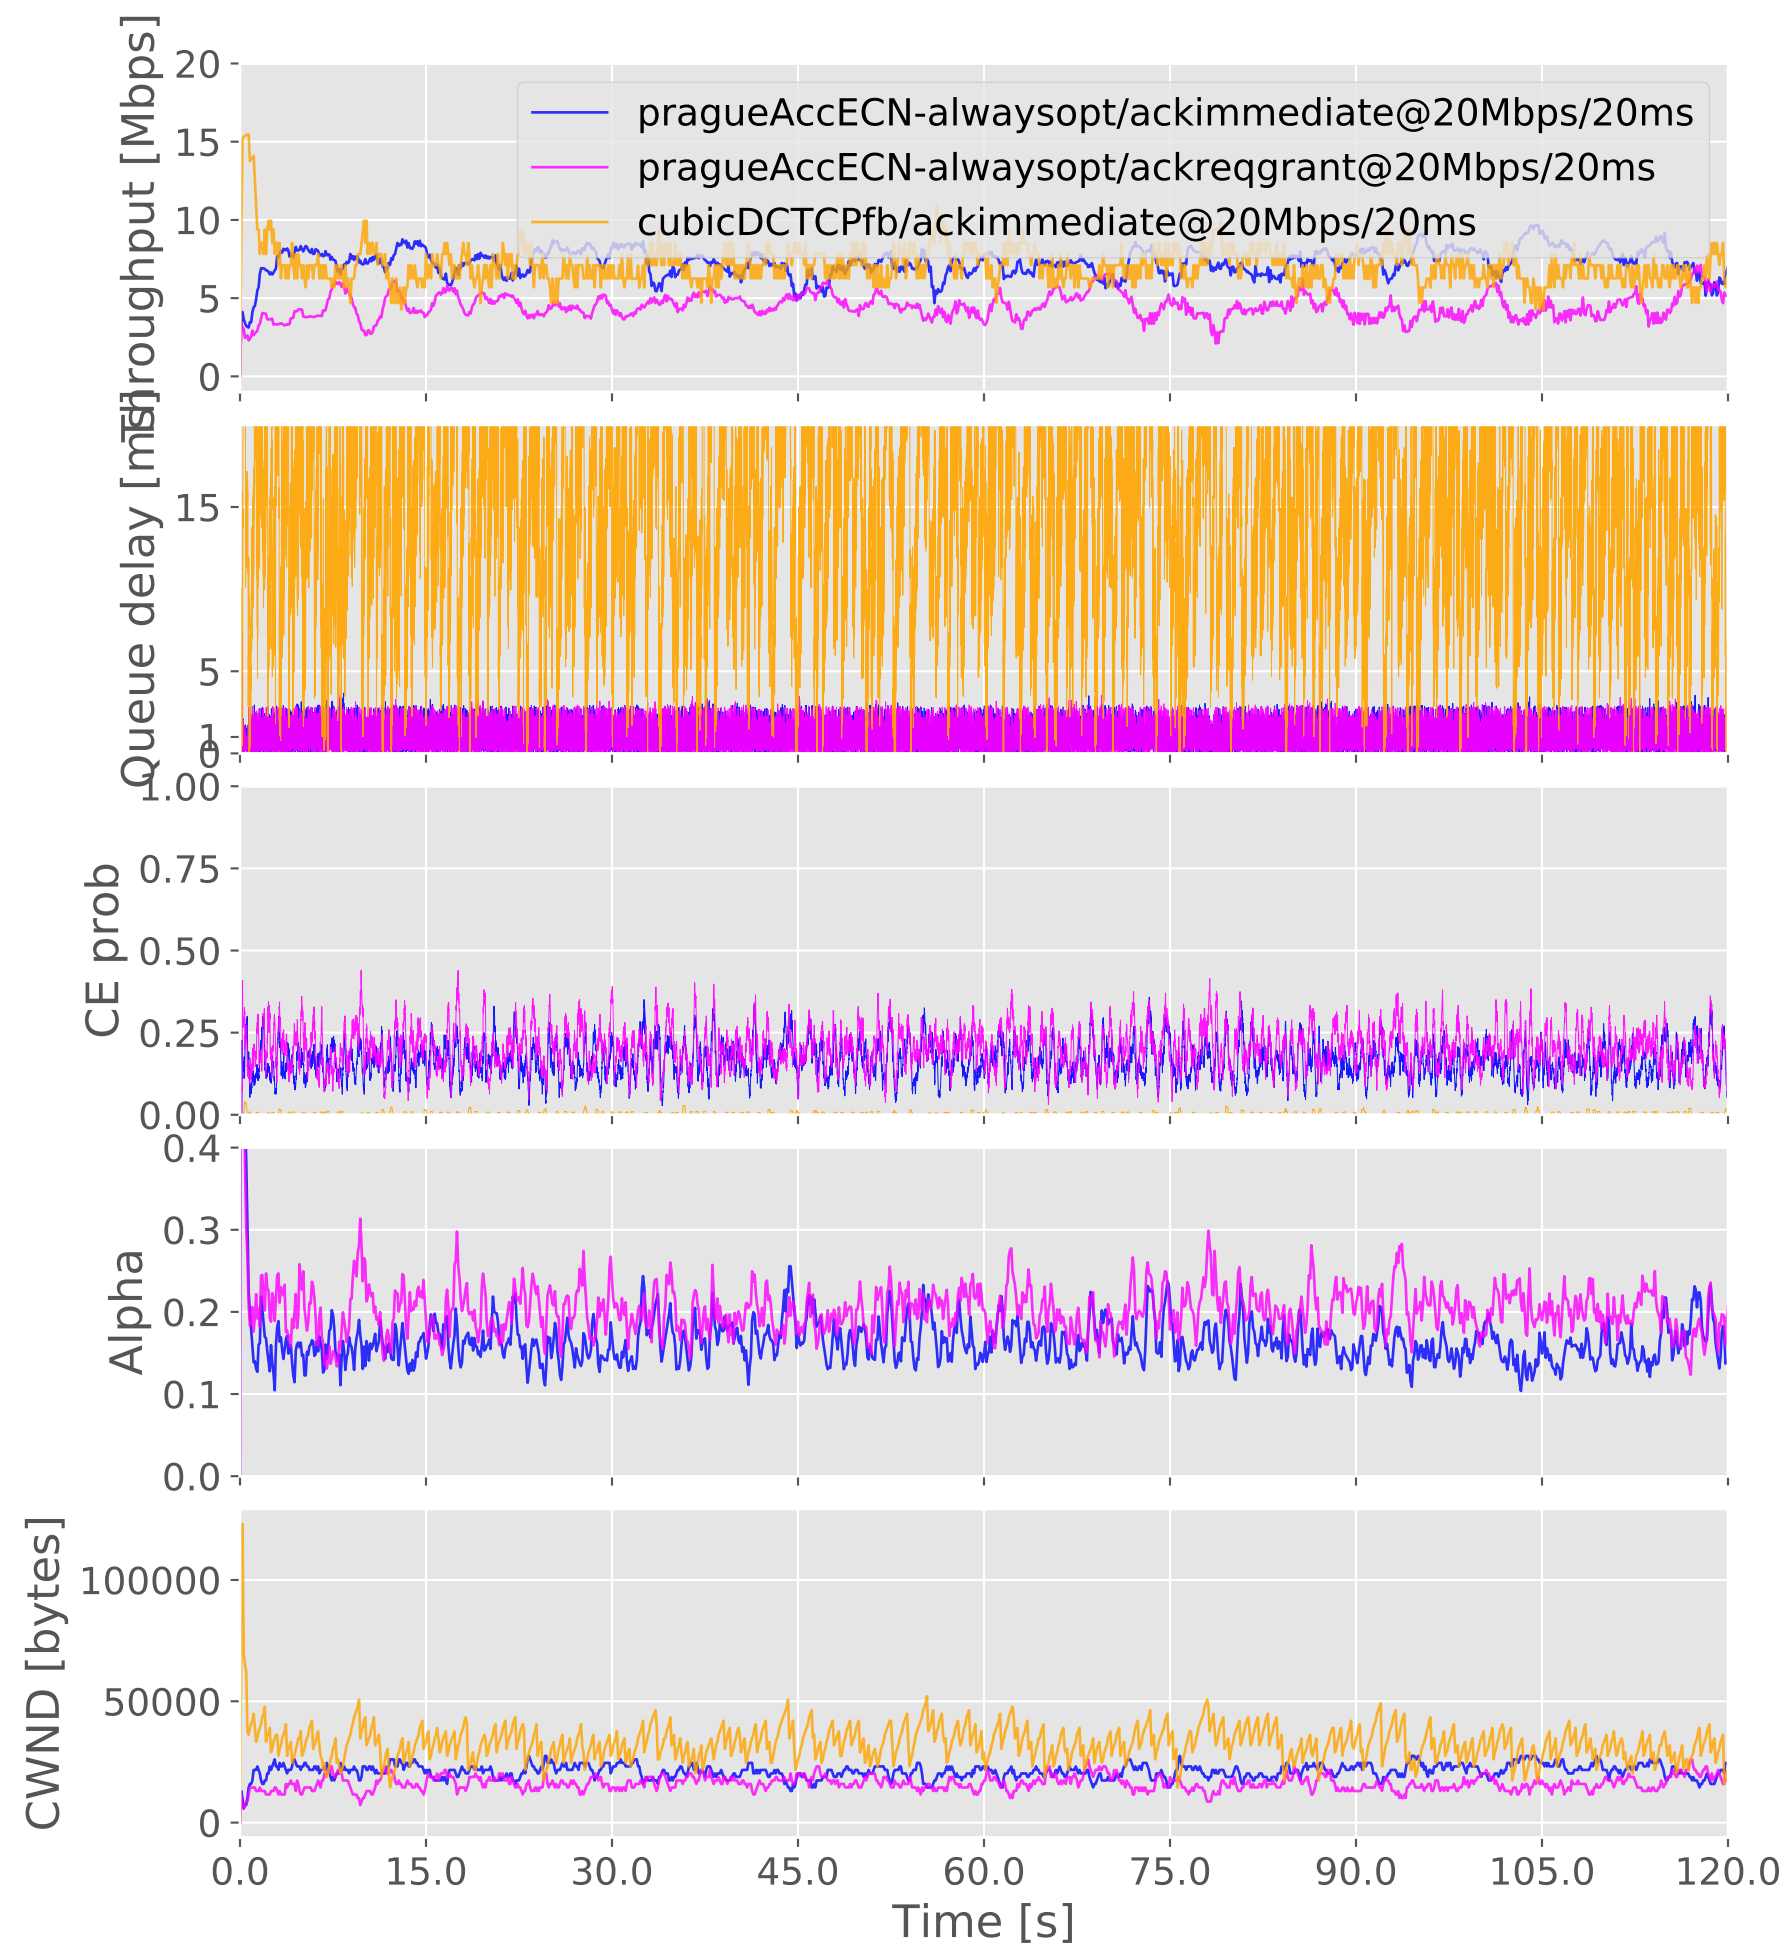 Throughput [Mbps]
20
15
10
5
0
pragueAccECN-alwaysopt/ackimmediate@20Mbps/20ms
pragueAccECN-alwaysopt/ackreqgrant@20Mbps/20ms
cubicDCTCPfb/ackimmediate@20Mbps/20ms
Queue delay [ms]
15
5
1
0
CE prob
1.00
0.75
0.50
0.25
0.00
Alpha
0.4
0.3
0.2
0.1
0.0
CWND [bytes]
100000
50000
0
0.0 15.0 30.0 45.0 60.0 75.0 90.0 105.0 120.0
Time [s]